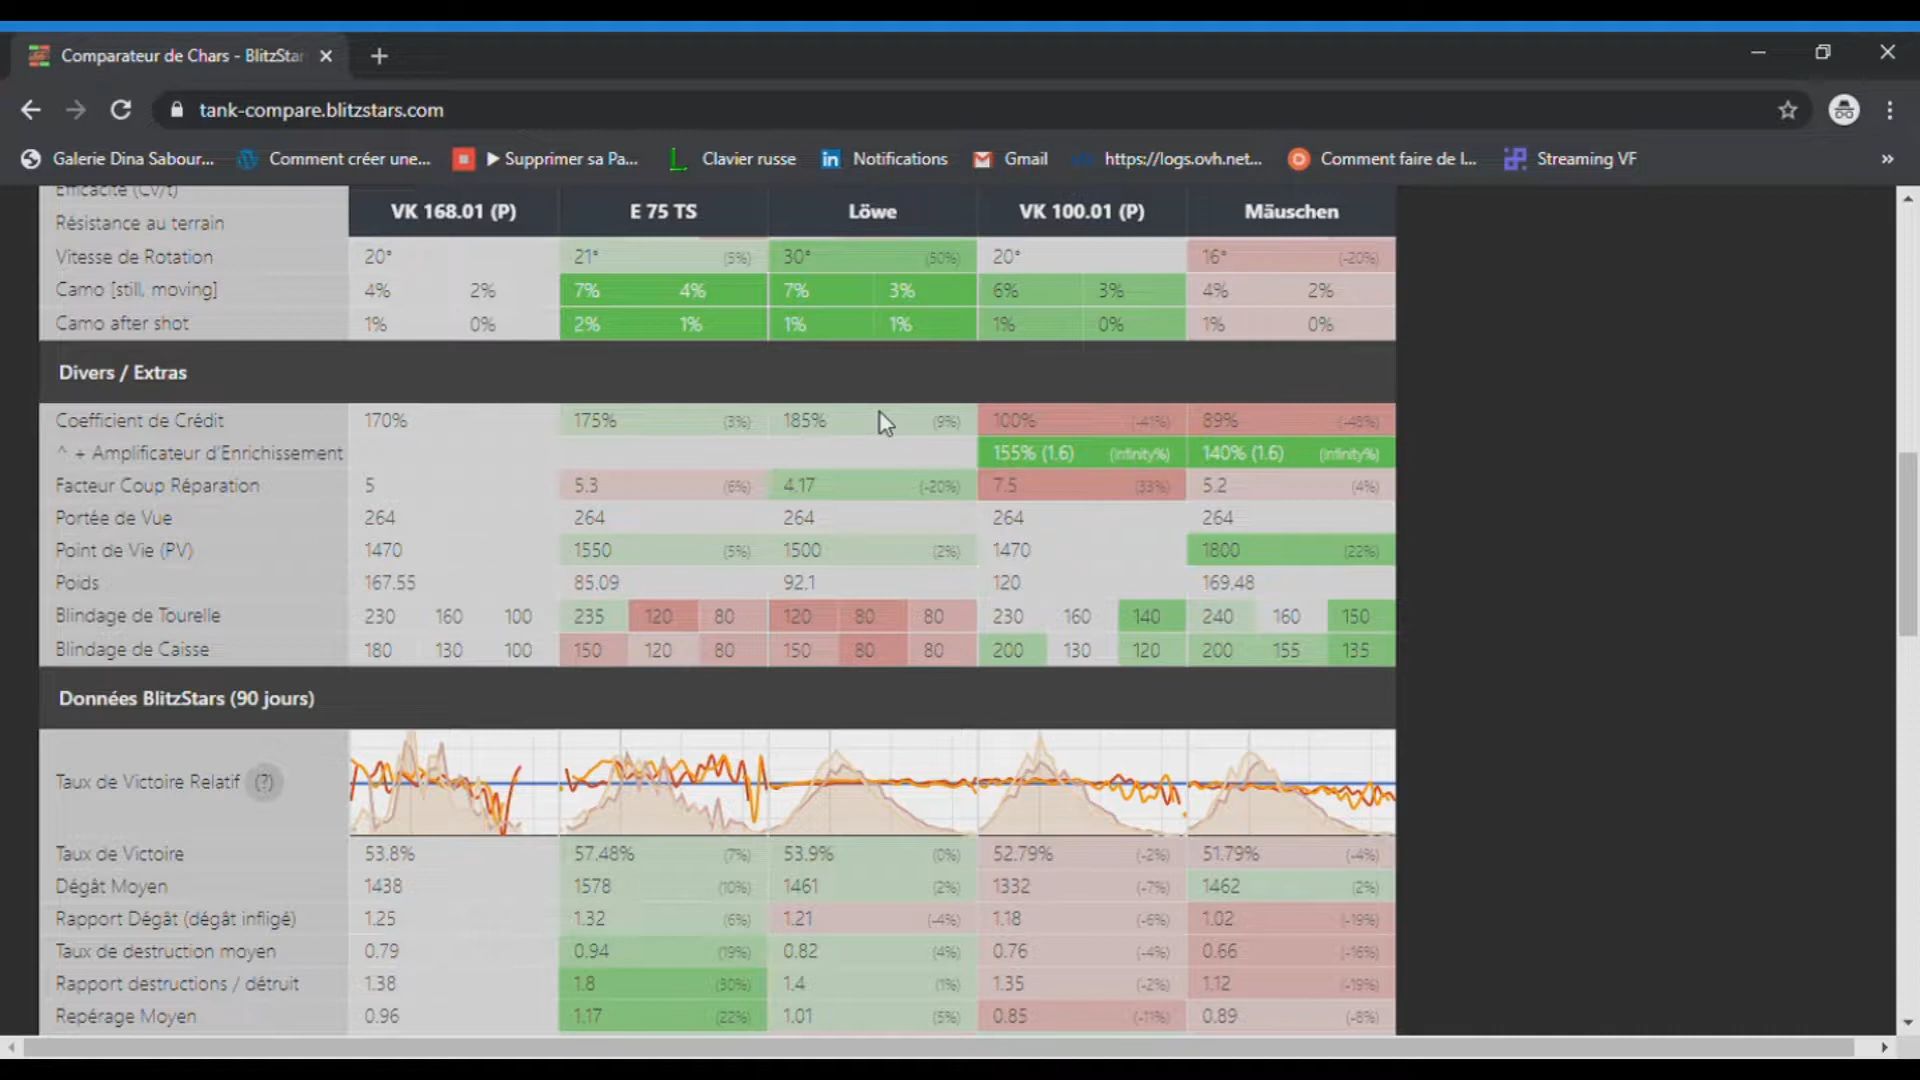 Comparateur de Chars - BlitzStar
tank-compare.blitzstars.com
Galerie Dina Sabour... Comment créer une... Supprimer sa Pa... Clavier russe Notifications Gmail https://logs.ovh.net... Comment faire de l... Streaming VF »
Efficacité (CV/t)
VK 168.01 (P) E 75 TS Löwe VK 100.01 (P) Mäuschen
Résistance au terrain
Vitesse de Rotation 20° 21° (5%) 30° (50%) 20° 16° (-20%)
Camo [still, moving] 4% 2% 7% 4% 7% 3% 6% 3% 4% 2%
Camo after shot 1% 0% 2% 1% 1% 1% 1% 0% 1% 0%
Divers / Extras
Coefficient de Crédit 170% 175% (3%) 185% (9%) 100% (-41%) 89% (-48%)
^ + Amplificateur d'Enrichissement 155% (1.6) (Infinity%) 140% (1.6) (Infinity%)
Facteur Coup Réparation 5 5.3 (6%) 4.17 (-20%) 7.5 (33%) 5.2 (4%)
Portée de Vue 264 264 264 264 264
Point de Vie (PV) 1470 1550 (5%) 1500 (2%) 1470 1800 (22%)
Poids 167.55 85.09 92.1 120 169.48
Blindage de Tourelle 230 160 100 235 120 80 120 80 80 230 160 140 240 160 150
Blindage de Caisse 180 130 100 150 120 80 150 80 80 200 130 120 200 155 135
Données BlitzStars (90 jours)
Taux de Victoire Relatif (?)
Taux de Victoire 53.8% 57.48% (7%) 53.9% (0%) 52.79% (-2%) 51.79% (-4%)
Dégât Moyen 1438 1578 (10%) 1461 (2%) 1332 (-7%) 1462 (2%)
Rapport Dégât (dégât infligé) 1.25 1.32 (6%) 1.21 (-4%) 1.18 (-6%) 1.02 (-19%)
Taux de destruction moyen 0.79 0.94 (19%) 0.82 (4%) 0.76 (-4%) 0.66 (-16%)
Rapport destructions / détruit 1.38 1.8 (30%) 1.4 (1%) 1.35 (-2%) 1.12 (-19%)
Repérage Moyen 0.96 1.17 (22%) 1.01 (5%) 0.85 (-11%) 0.89 (-8%)